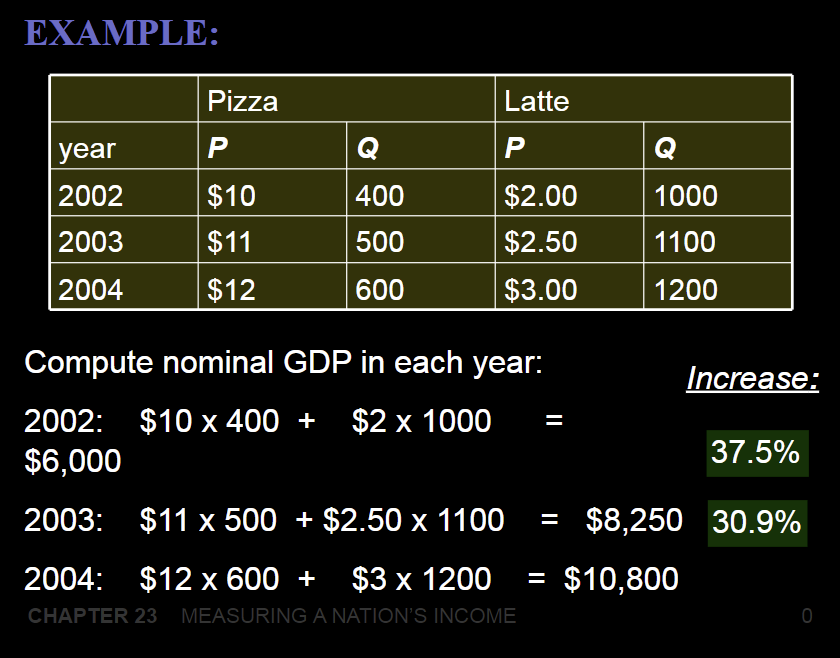 EXAMPLE:
Pizza Latte
year P Q P Q
2002 $10 400 $2.00 1000
2003 $11 500 $2.50 1100
2004 $12 600 $3.00 1200
Compute nominal GDP in each year:
Increase:
2002: $10 x 400 + $2 x 1000 =
$6,000
37.5%
2003: $11 x 500 + $2.50 x 1100 = $8,250
30.9%
2004: $12 x 600 + $3 x 1200 = $10,800
CHAPTER 23 MEASURING A NATION'S INCOME 0